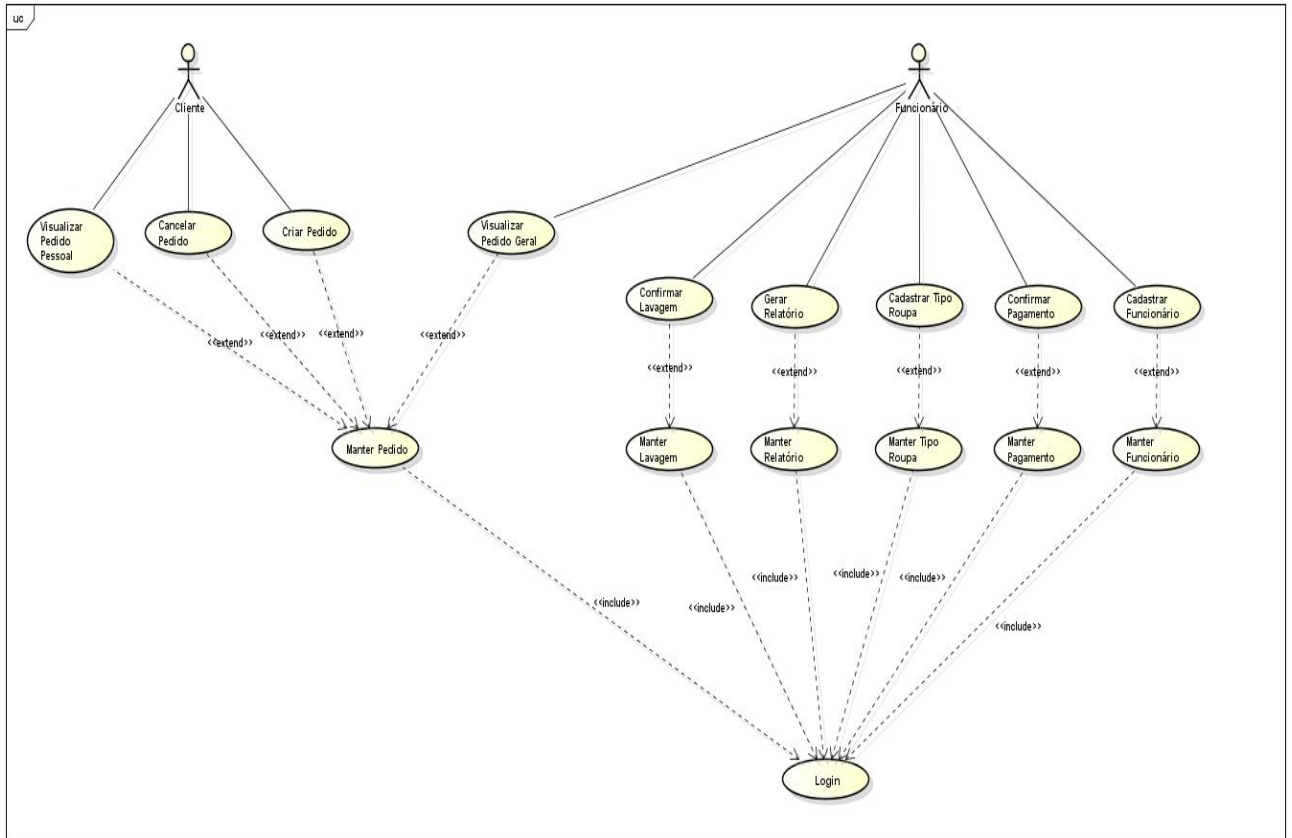 uc
Cliente
Funcionário
Visualizar
Pedido
Pessoal
Cancelar
Pedido
Criar Pedido
Visualizar
Pedido Geral
Confirmar
Lavagem
Gerar
Relatório
Cadastrar Tipo
Roupa
Confirmar
Pagamento
Cadastrar
Funcionário
<<extend>>
<<extend>>
<<extend>>
<<extend>>
<<extend>>
<<extend>>
<<extend>>
<<extend>>
<<extend>>
Manter Pedido
Manter
Lavagem
Manter
Relatório
Manter Tipo
Roupa
Manter
Pagamento
Manter
Funcionário
<<include>>
<<include>>
<<include>>
<<include>>
<<include>>
<<include>>
Login